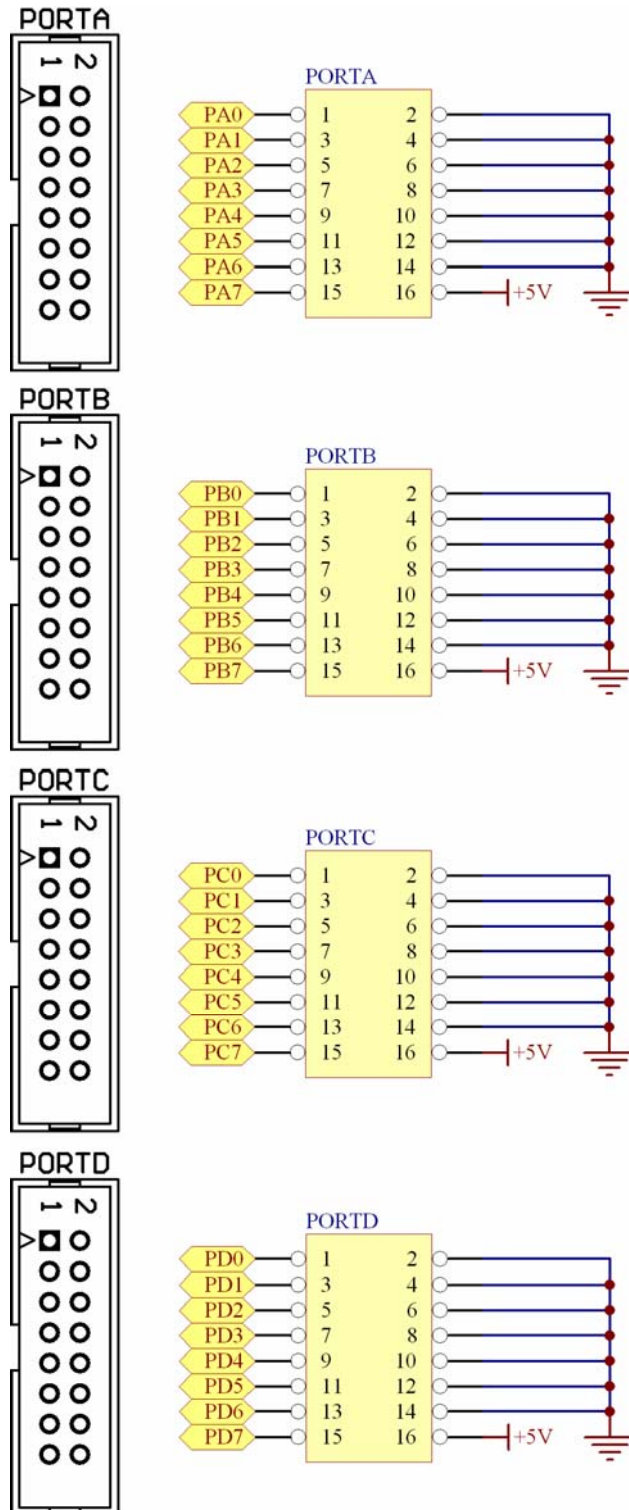 PORTA
1 2
PORTA
PA0 1 2
PA1 3 4
PA2 5 6
PA3 7 8
PA4 9 10
PA5 11 12
PA6 13 14
PA7 15 16 +5V
PORTB
1 2
PORTB
PB0 1 2
PB1 3 4
PB2 5 6
PB3 7 8
PB4 9 10
PB5 11 12
PB6 13 14
PB7 15 16 +5V
PORTC
1 2
PORTC
PC0 1 2
PC1 3 4
PC2 5 6
PC3 7 8
PC4 9 10
PC5 11 12
PC6 13 14
PC7 15 16 +5V
PORTD
1 2
PORTD
PD0 1 2
PD1 3 4
PD2 5 6
PD3 7 8
PD4 9 10
PD5 11 12
PD6 13 14
PD7 15 16 +5V